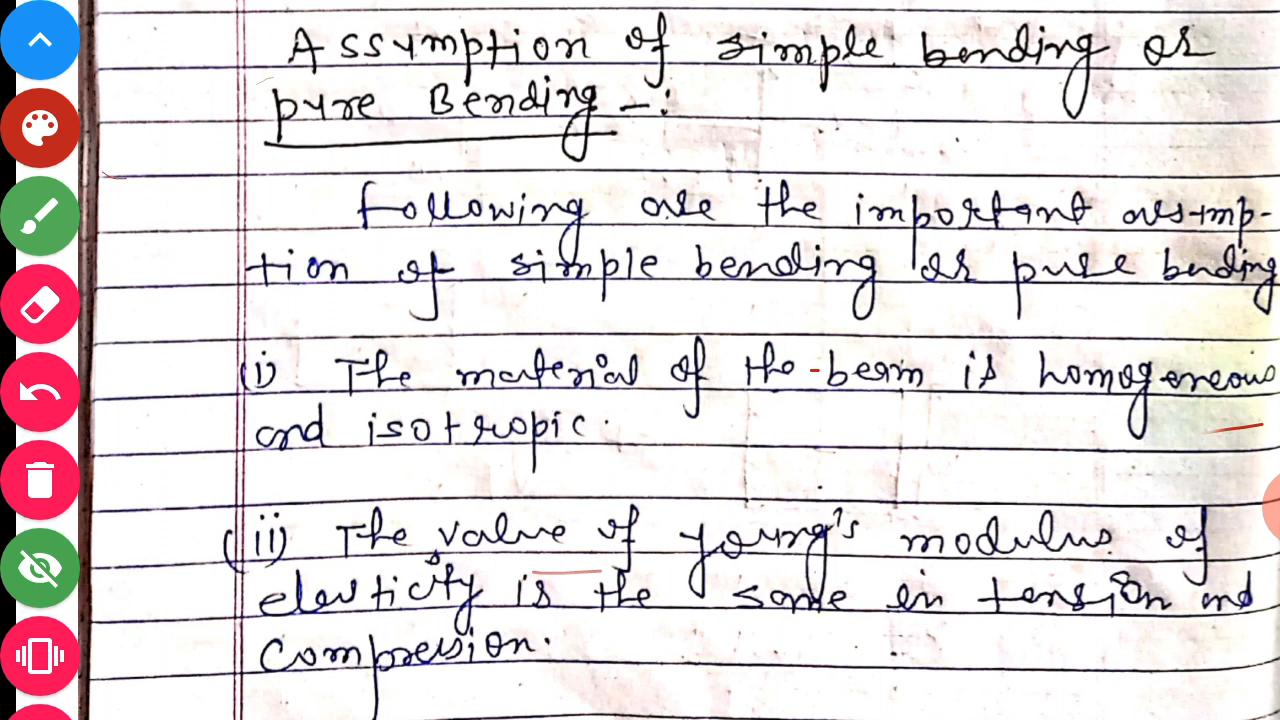 Assumption of simple bending or
pure Bending -:
following are the important assump-
tion of simple bending or pure bending
(i) The material of the beam is homogeneous
and isotropic.
(ii) The value of young's modulus of
elasticity is the same in tension and
compression.